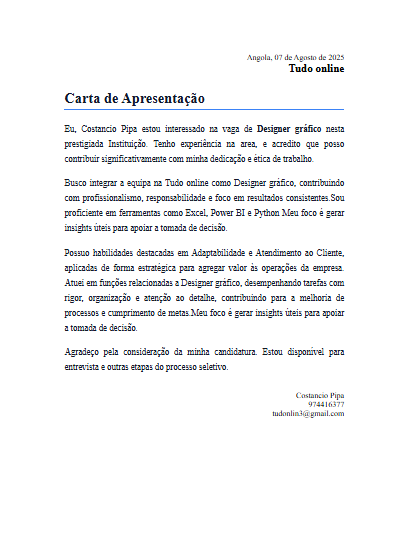 Angola, 07 de Agosto de 2025
Tudo online
Carta de Apresentação
Eu, Costancio Pipa estou interessado na vaga de Designer gráfico nesta
prestigiada Instituição. Tenho experiência na area, e acredito que posso
contribuir significativamente com minha dedicação e ética de trabalho.
Busco integrar a equipa na Tudo online como Designer gráfico, contribuindo
com profissionalismo, responsabilidade e foco em resultados consistentes.Sou
proficiente em ferramentas como Excel, Power BI e Python Meu foco é gerar
insights úteis para apoiar a tomada de decisão.
Possuo habilidades destacadas em Adaptabilidade e Atendimento ao Cliente,
aplicadas de forma estratégica para agregar valor às operações da empresa.
Atuei em funções relacionadas a Designer gráfico, desempenhando tarefas com
rigor, organização e atenção ao detalhe, contribuindo para a melhoria de
processos e cumprimento de metas.Meu foco é gerar insights úteis para apoiar
a tomada de decisão.
Agradeço pela consideração da minha candidatura. Estou disponível para
entrevista e outras etapas do processo seletivo.
Costancio Pipa
974416377
tudonlin3@gmail.com